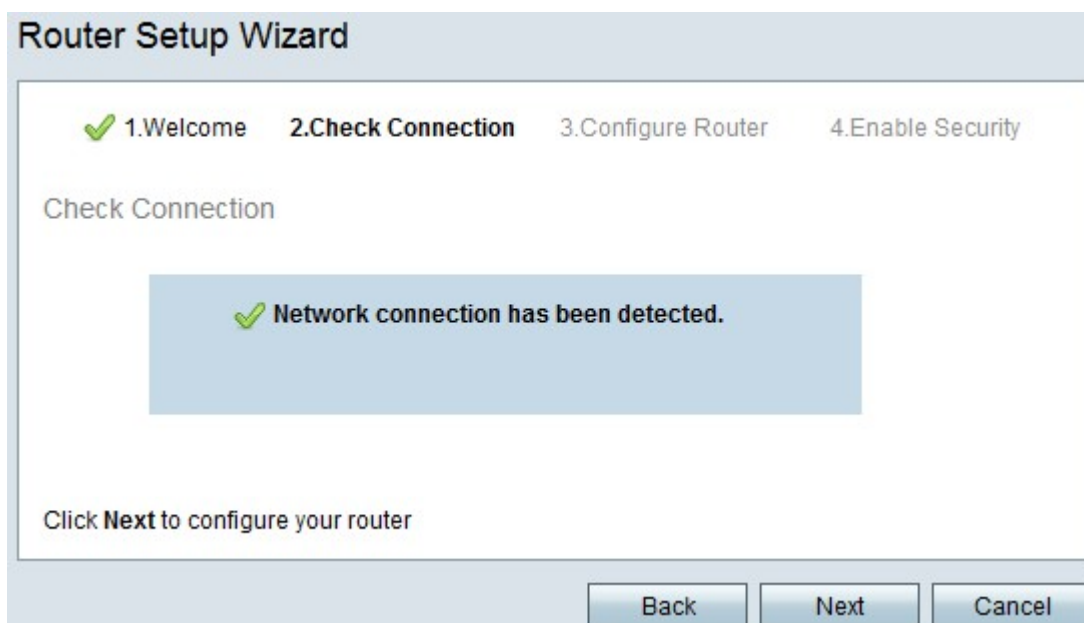 Router Setup Wizard
1.Welcome 2.Check Connection 3.Configure Router 4.Enable Security
Check Connection
Network connection has been detected.
Click Next to configure your router
Back Next Cancel